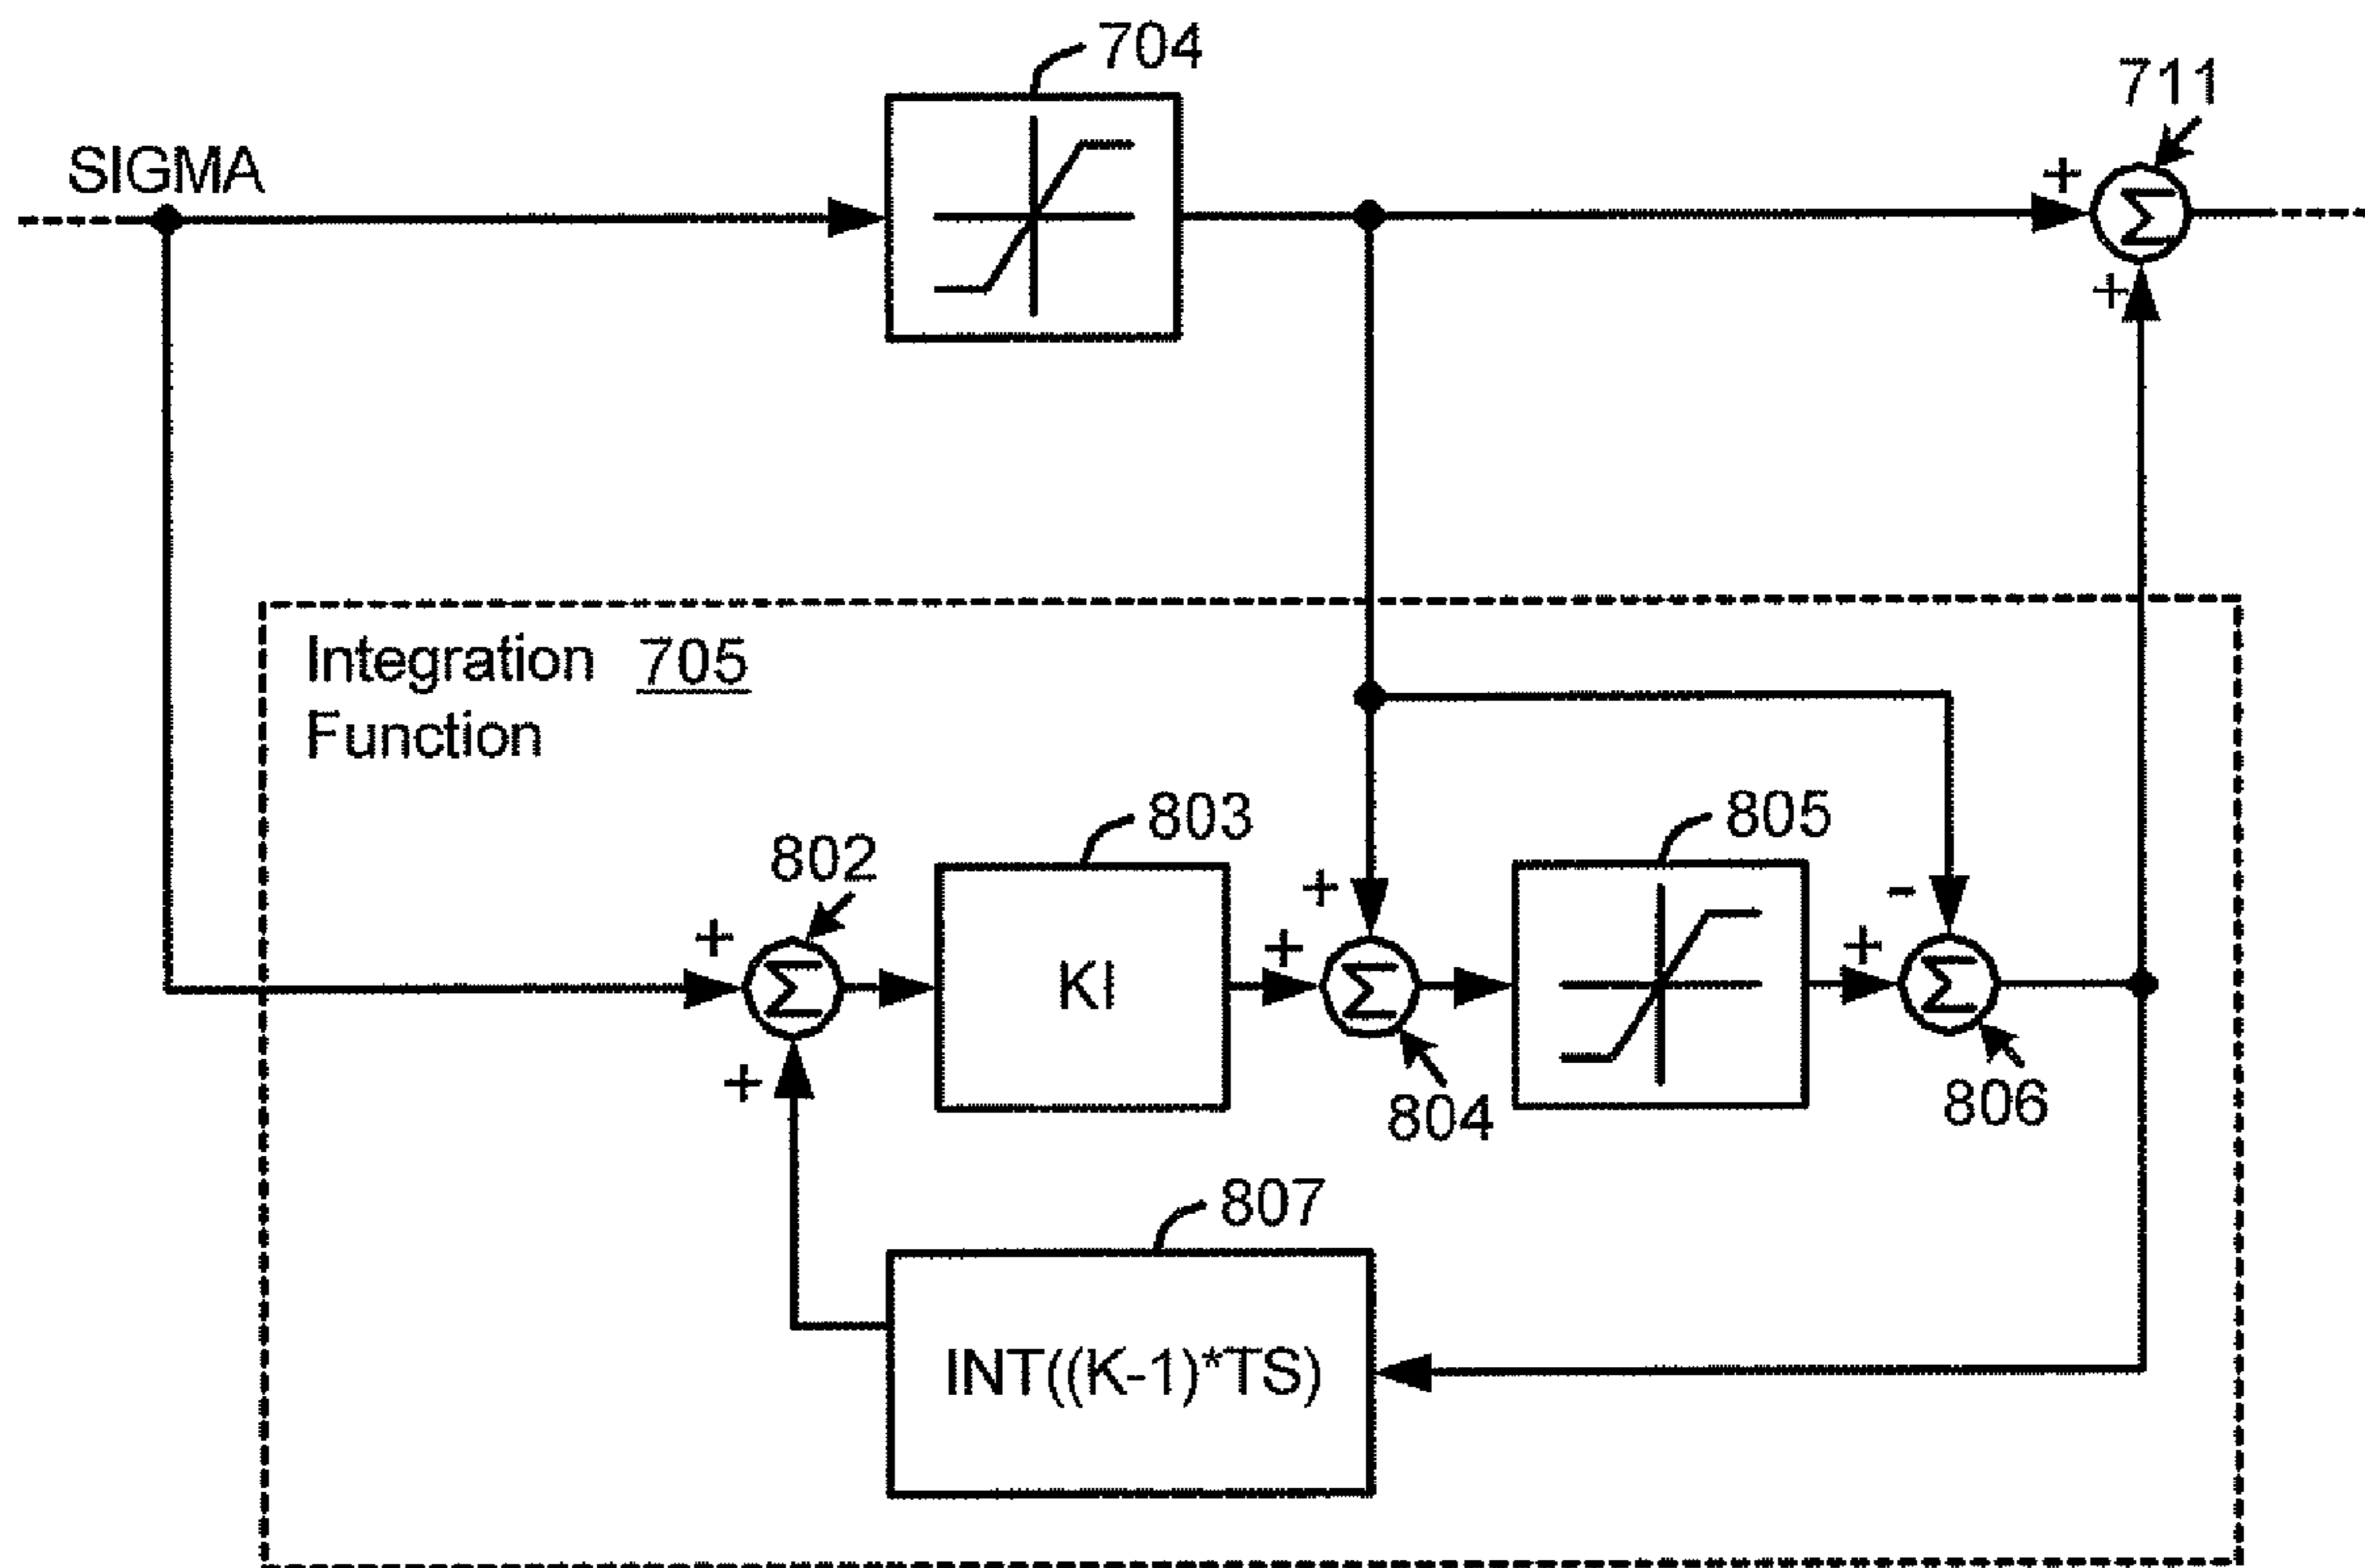 704
711
SIGMA
+
Σ
+
Integration 705
Function
803
805
802
+
-
+
+
+
Σ
KI
Σ
Σ
+
804
806
807
INT((K-1)*TS)